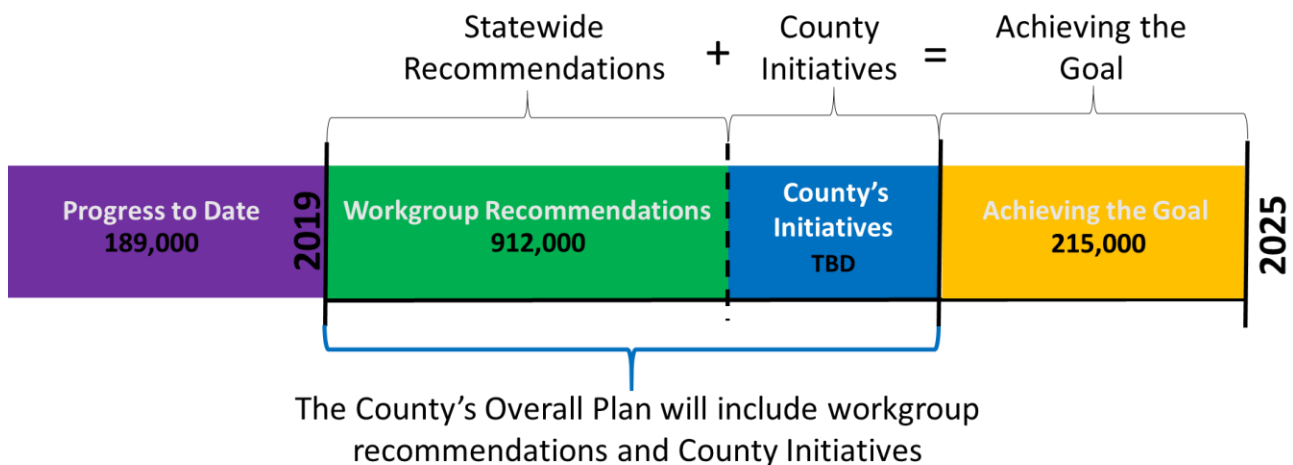 Statewide
Recommendations
+
County
Initiatives
=
Achieving the
Goal
Progress to Date
189,000
2019
Workgroup Recommendations
912,000
County’s
Initiatives
TBD
Achieving the Goal
215,000
2025
The County’s Overall Plan will include workgroup
recommendations and County Initiatives